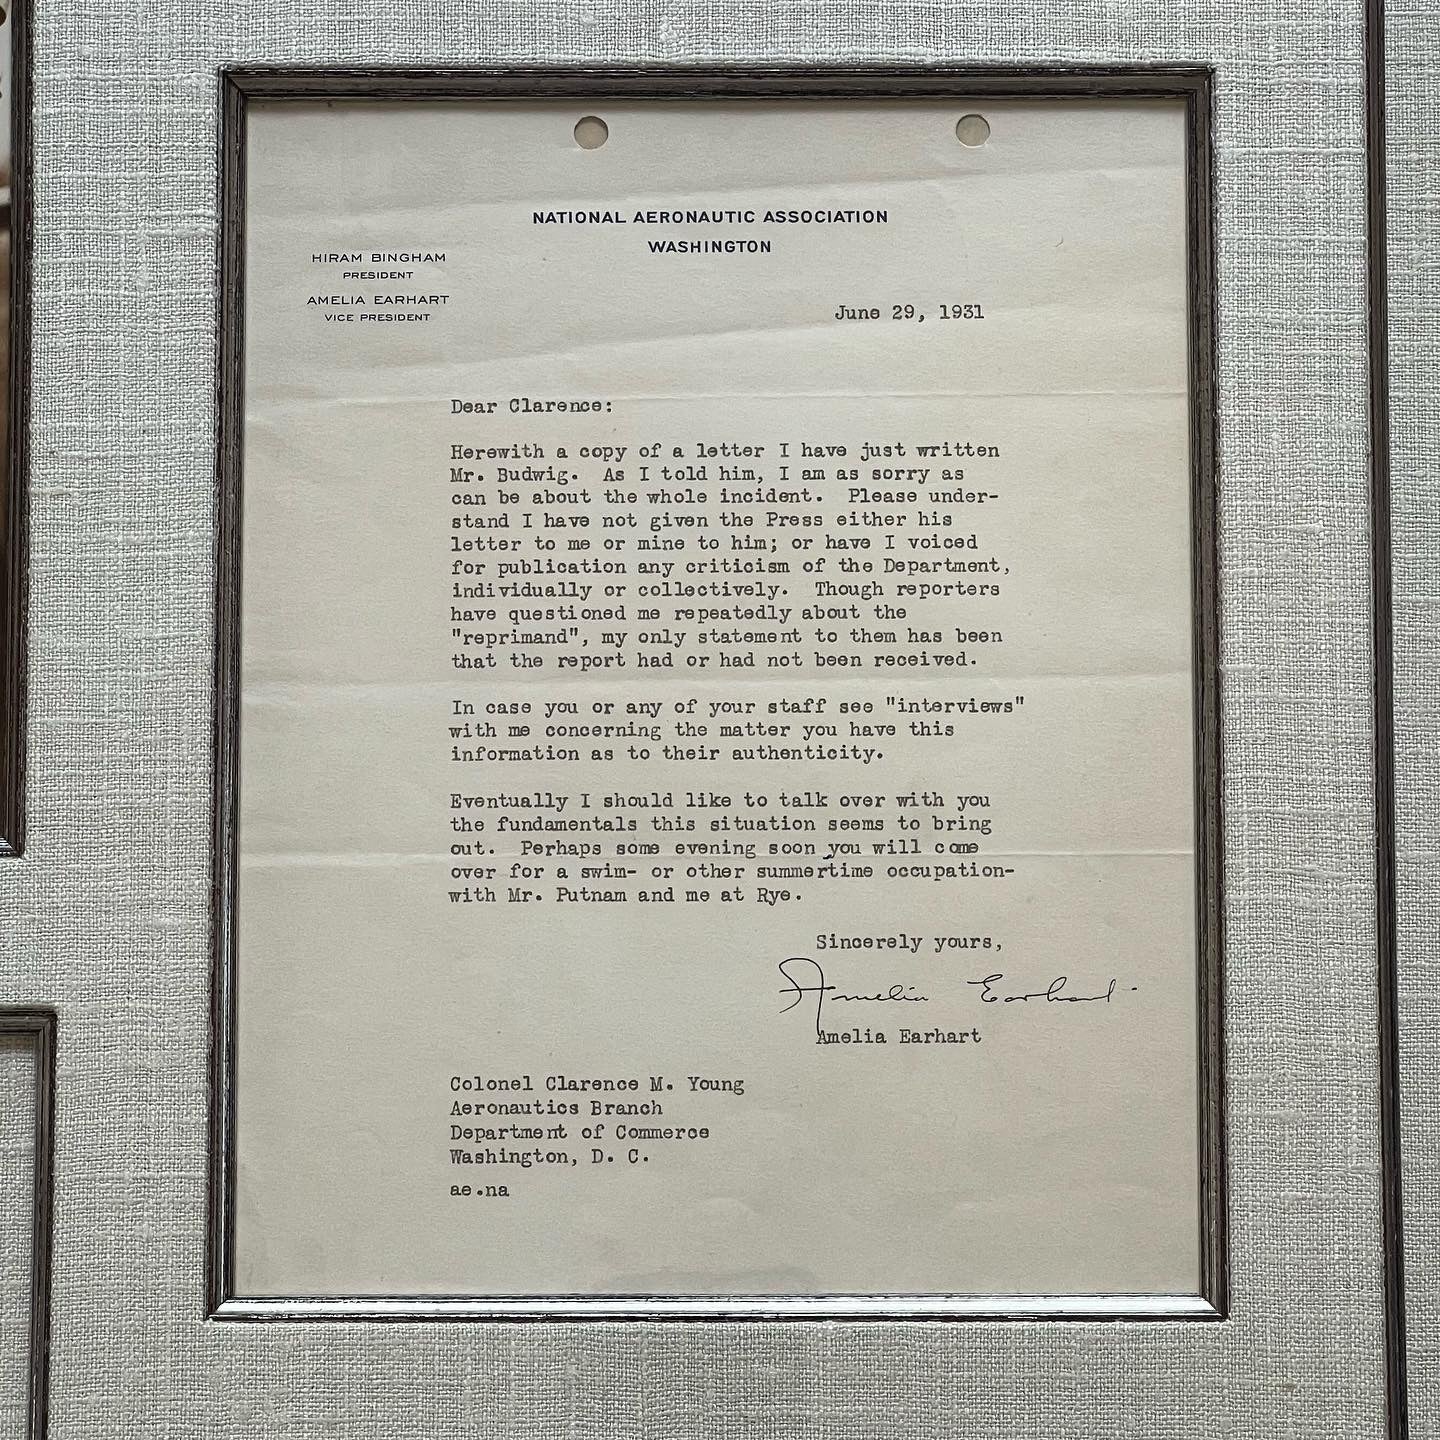 NATIONAL AERONAUTIC ASSOCIATION
WASHINGTON
HIRAM BINGHAM
PRESIDENT
AMELIA EARHART
VICE PRESIDENT
June 29, 1931
Dear Clarence:
Herewith a copy of a letter I have just written
Mr. Budwig.  As I told him, I am as sorry as
can be about the whole incident.  Please under-
stand I have not given the Press either his
letter to me or mine to him; or have I voiced
for publication any criticism of the Department,
individually or collectively.  Though reporters
have questioned me repeatedly about the
"reprimand", my only statement to them has been
that the report had or had not been received.
In case you or any of your staff see "interviews"
with me concerning the matter you have this
information as to their authenticity.
Eventually I should like to talk over with you
the fundamentals this situation seems to bring
out.  Perhaps some evening soon you will come
over for a swim- or other summertime occupation-
with Mr. Putnam and me at Rye.
Sincerely yours,
Amelia Earhart
Amelia Earhart
Colonel Clarence M. Young
Aeronautics Branch
Department of Commerce
Washington, D. C.
ae.na